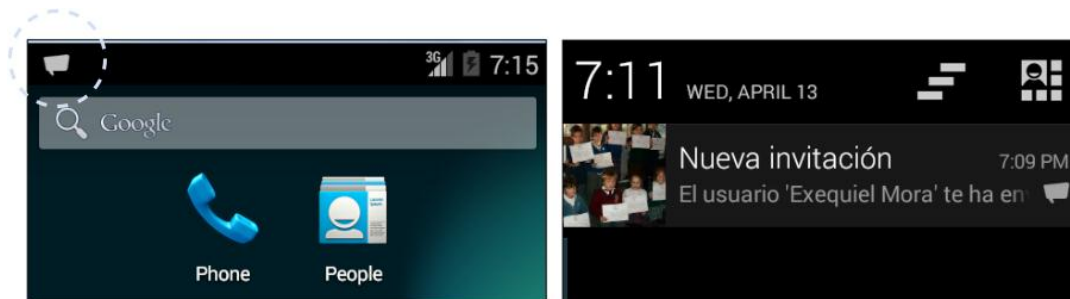 3G 7:15
Google
Phone People
7:11 WED, APRIL 13
Nueva invitación 7:09 PM
El usuario 'Exequiel Mora' te ha en